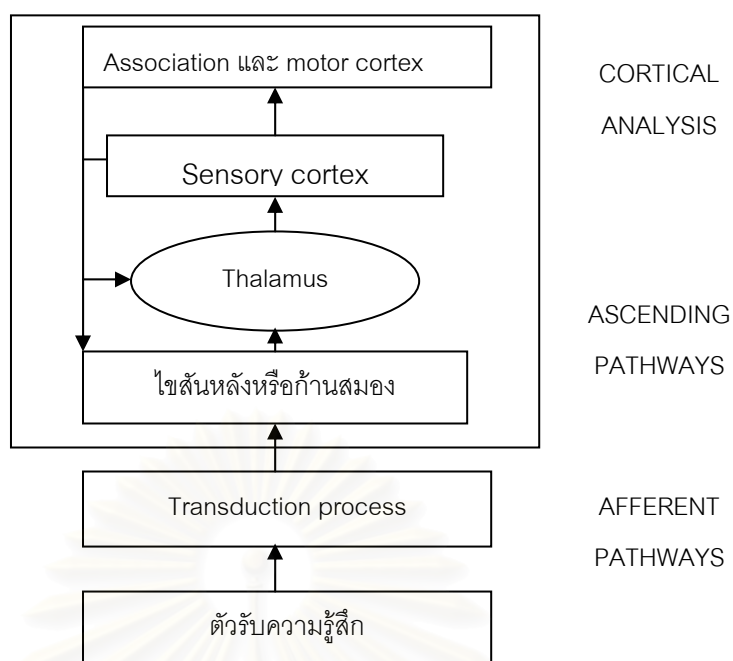 Association และ motor cortex
CORTICAL
ANALYSIS
Sensory cortex
Thalamus
ASCENDING
PATHWAYS
ไขสันหลังหรือก้านสมอง
Transduction process
AFFERENT
PATHWAYS
ตัวรับความรู้สึก